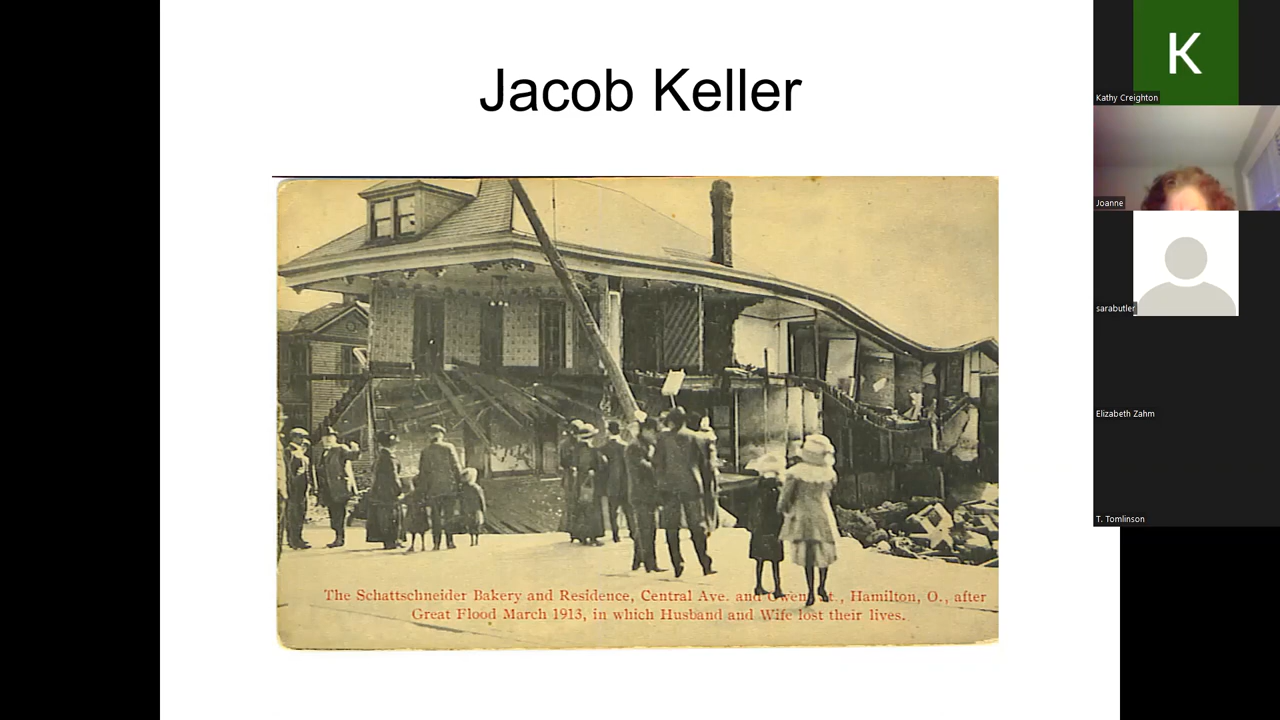 Jacob Keller
The Schattschneider Bakery and Residence, Central Ave. and Owen St., Hamilton, O., after
Great Flood March 1913, in which Husband and Wife lost their lives.
K
Kathy Creighton
Joanne
sarabutler
Elizabeth Zahm
T. Tomlinson